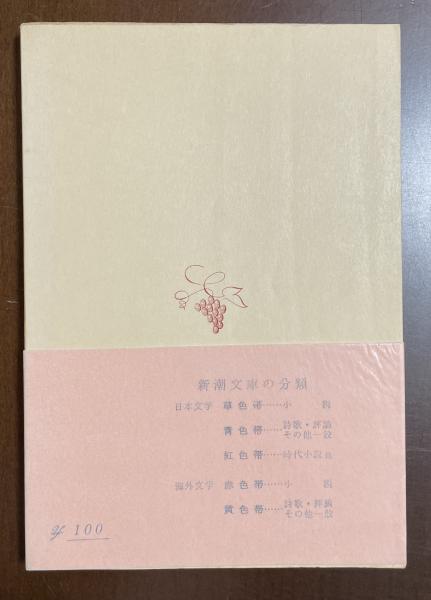 新潮文庫の分類
日本文学 草色帯……小説
青色帯……詩歌・評論
その他一般
紅色帯……時代小説他
海外文学 赤色帯……小説
黄色帯……詩歌・評論
その他一般
100